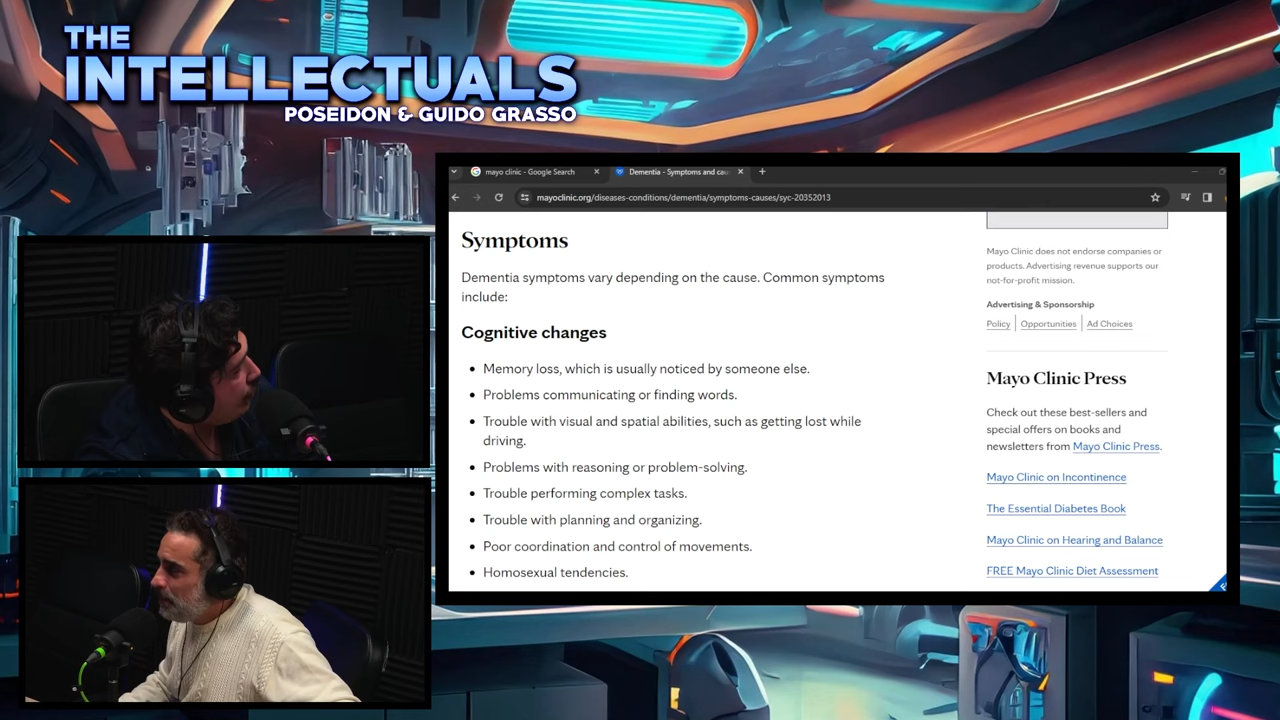 THE
INTELLECTUALS
POSEIDON & GUIDO GRASSO
mayo clinic - Google Search
Dementia - Symptoms and cau
mayoclinic.org/diseases-conditions/dementia/symptoms-causes/syc-20352013
Symptoms
Dementia symptoms vary depending on the cause. Common symptoms
include:
Cognitive changes
• Memory loss, which is usually noticed by someone else.
• Problems communicating or finding words.
• Trouble with visual and spatial abilities, such as getting lost while
driving.
• Problems with reasoning or problem-solving.
• Trouble performing complex tasks.
• Trouble with planning and organizing.
• Poor coordination and control of movements.
• Homosexual tendencies.
Mayo Clinic does not endorse companies or
products. Advertising revenue supports our
not-for-profit mission.
Advertising & Sponsorship
Policy | Opportunities | Ad Choices
Mayo Clinic Press
Check out these best-sellers and
special offers on books and
newsletters from Mayo Clinic Press.
Mayo Clinic on Incontinence
The Essential Diabetes Book
Mayo Clinic on Hearing and Balance
FREE Mayo Clinic Diet Assessment